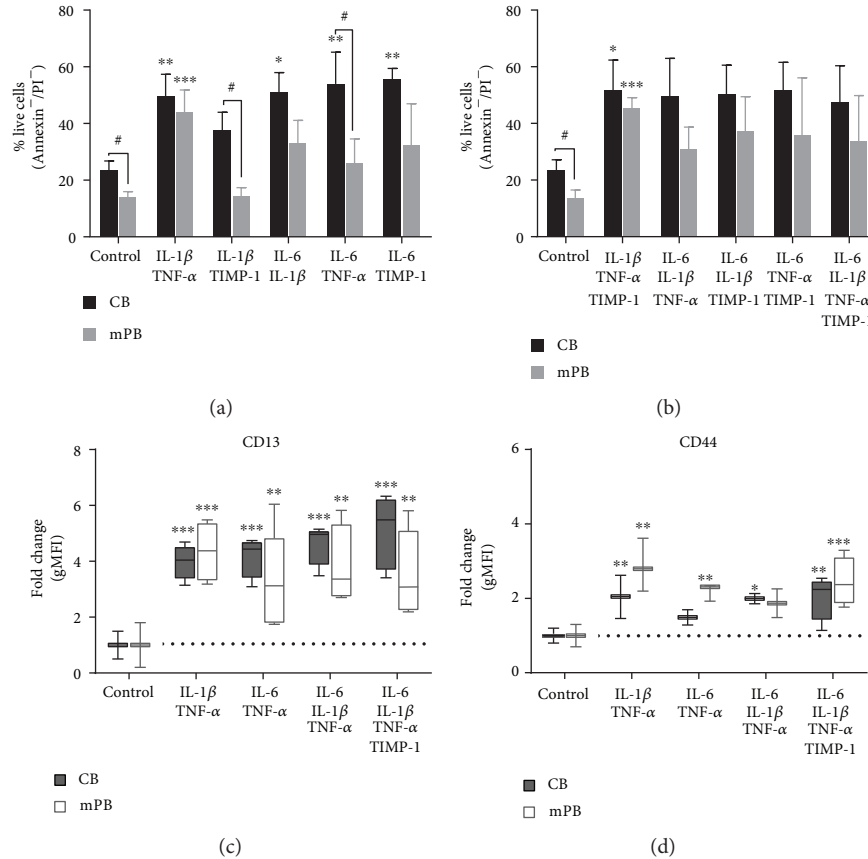 80
60
40
20
0
% live cells
(Annexin−/PI−)
#
**
***
#
*
#
**
**
Control
IL-1β
TNF-α
IL-1β
TIMP-1
IL-6
IL-1β
IL-6
TNF-α
IL-6
TIMP-1
CB
mPB
(a)
80
60
40
20
0
% live cells
(Annexin−/PI−)
#
*
***
Control
IL-1β
TNF-α
TIMP-1
IL-6
IL-1β
TNF-α
IL-6
IL-1β
TIMP-1
IL-6
TNF-α
TIMP-1
IL-6
IL-1β
TNF-α
TIMP-1
CB
mPB
(b)
CD13
8
6
4
2
0
Fold change
(gMFI)
***
***
***
**
***
**
***
**
Control
IL-1β
TNF-α
IL-6
TNF-α
IL-6
IL-1β
TNF-α
IL-6
IL-1β
TNF-α
TIMP-1
CB
mPB
(c)
CD44
6
4
2
0
Fold change
(gMFI)
**
**
**
*
**
***
Control
IL-1β
TNF-α
IL-6
TNF-α
IL-6
IL-1β
TNF-α
IL-6
IL-1β
TNF-α
TIMP-1
CB
mPB
(d)